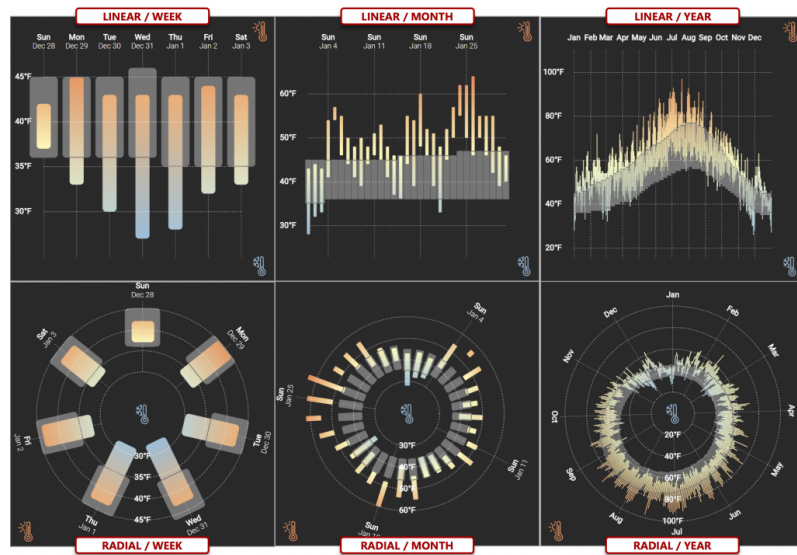 LINEAR / WEEK
Sun Mon Tue Wed Thu Fri Sat
Dec 28 Dec 29 Dec 30 Dec 31 Jan 1 Jan 2 Jan 3
45°F
40°F
35°F
30°F
LINEAR / MONTH
Sun Sun Sun Sun
Jan 4 Jan 11 Jan 18 Jan 25
60°F
50°F
40°F
30°F
LINEAR / YEAR
Jan Feb Mar Apr May Jun Jul Aug Sep Oct Nov Dec
100°F
80°F
60°F
40°F
20°F
Sun
Dec 28
Mon
Dec 29
Tue
Dec 30
Wed
Dec 31
Thu
Jan 1
Fri
Jan 2
Sat
Jan 3
30°F
35°F
40°F
45°F
RADIAL / WEEK
Sun
Jan 4
Sun
Jan 11
Sun
Sun
Jan 25
30°F
40°F
50°F
60°F
RADIAL / MONTH
Jan
Feb
Mar
Apr
May
Jun
Jul
Aug
Sep
Oct
Nov
Dec
20°F
40°F
60°F
80°F
100°F
RADIAL / YEAR